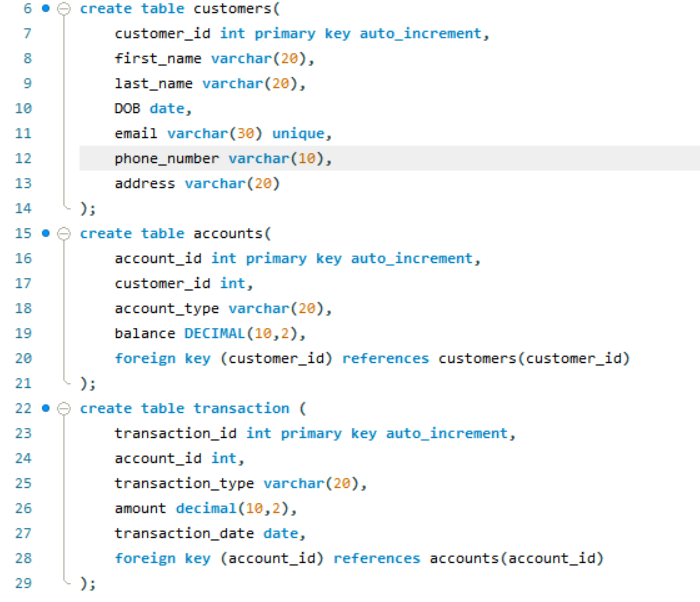 6 create table customers(
7 customer_id int primary key auto_increment,
8 first_name varchar(20),
9 last_name varchar(20),
10 DOB date,
11 email varchar(30) unique,
12 phone_number varchar(10),
13 address varchar(20)
14 );
15 create table accounts(
16 account_id int primary key auto_increment,
17 customer_id int,
18 account_type varchar(20),
19 balance DECIMAL(10,2),
20 foreign key (customer_id) references customers(customer_id)
21 );
22 create table transaction (
23 transaction_id int primary key auto_increment,
24 account_id int,
25 transaction_type varchar(20),
26 amount decimal(10,2),
27 transaction_date date,
28 foreign key (account_id) references accounts(account_id)
29 );